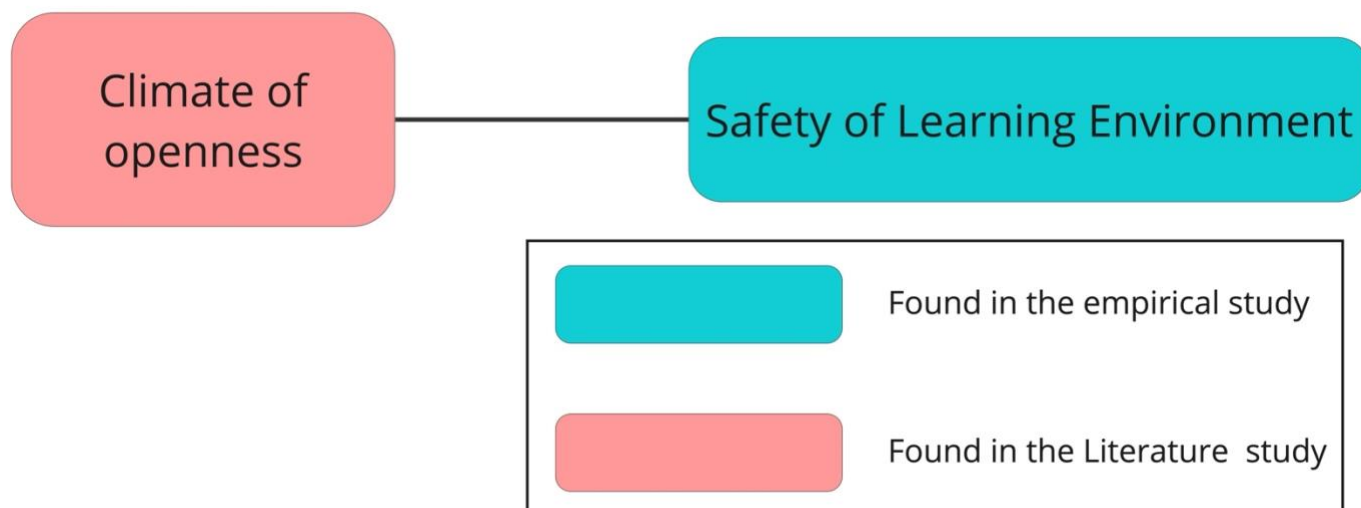 Climate of
openness
Safety of Learning Environment
Found in the empirical study
Found in the Literature study